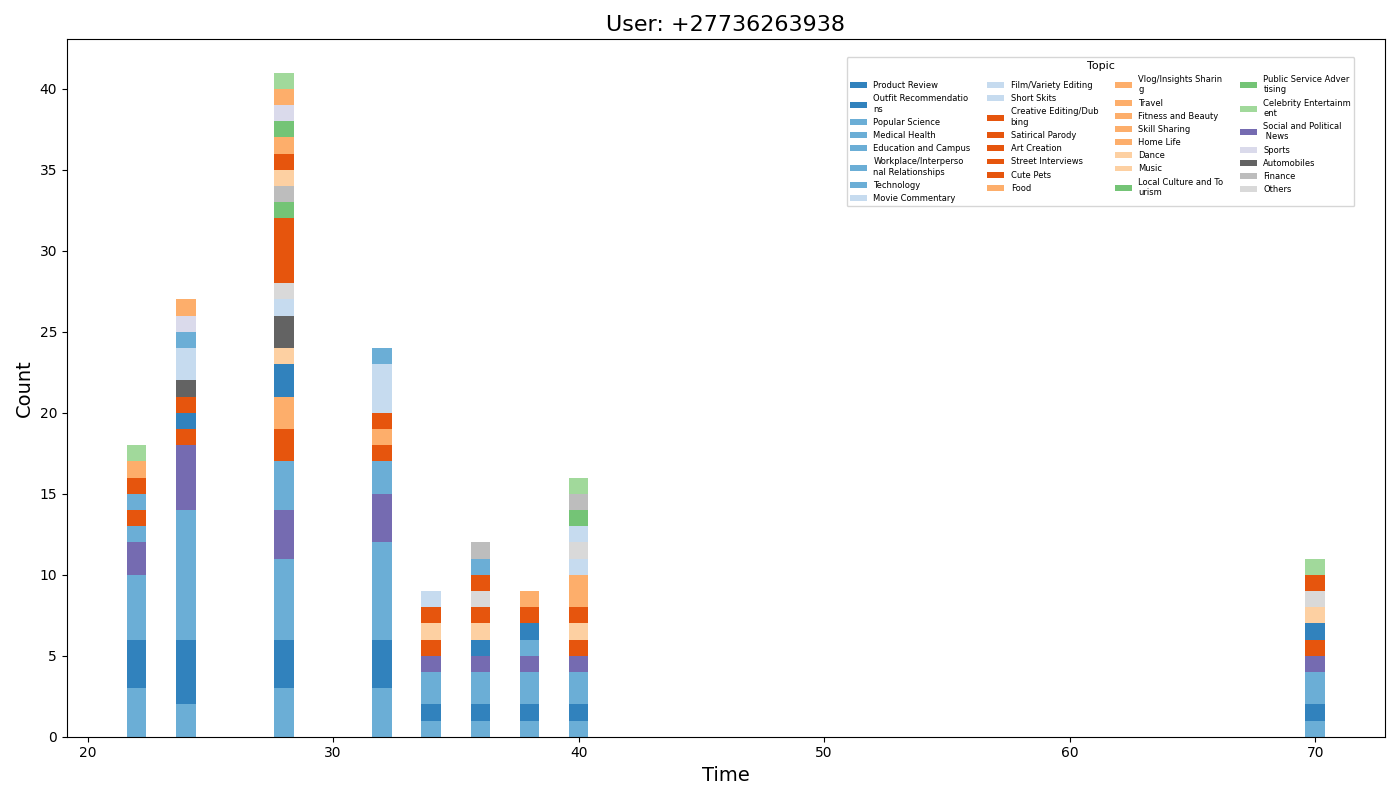 User: +27736263938
Topic
Product Review
Outfit Recommendatio
ns
Popular Science
Medical Health
Education and Campus
Workplace/Interperso
nal Relationships
Technology
Movie Commentary
Film/Variety Editing
Short Skits
Creative Editing/Dub
bing
Satirical Parody
Art Creation
Street Interviews
Cute Pets
Food
Vlog/Insights Sharin
g
Travel
Fitness and Beauty
Skill Sharing
Home Life
Dance
Music
Local Culture and To
urism
Public Service Adver
tising
Celebrity Entertainm
ent
Social and Political
News
Sports
Automobiles
Finance
Others
Count
40
35
30
25
20
15
10
5
0
20
30
40
50
60
70
Time